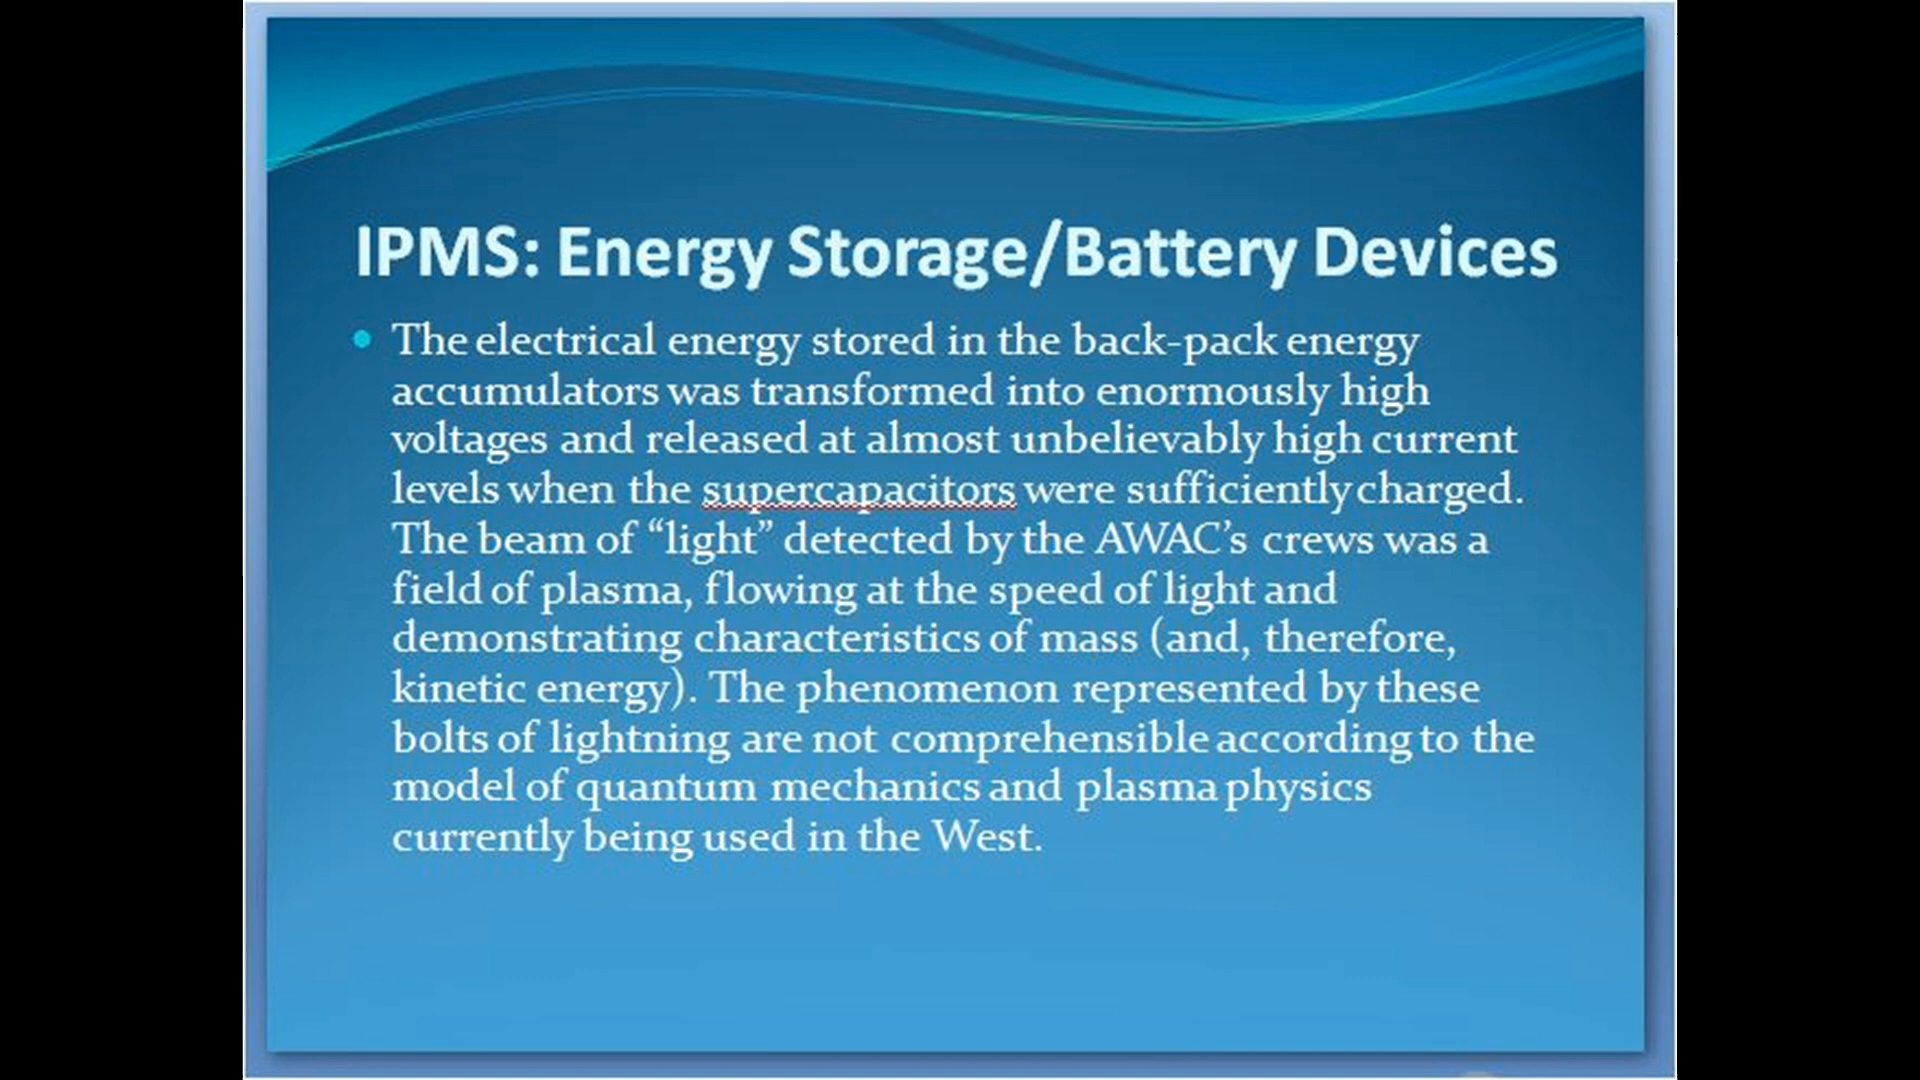 IPMS: Energy Storage/Battery Devices
• The electrical energy stored in the back-pack energy
accumulators was transformed into enormously high
voltages and released at almost unbelievably high current
levels when the supercapacitors were sufficiently charged.
The beam of “light” detected by the AWAC’s crews was a
field of plasma, flowing at the speed of light and
demonstrating characteristics of mass (and, therefore,
kinetic energy). The phenomenon represented by these
bolts of lightning are not comprehensible according to the
model of quantum mechanics and plasma physics
currently being used in the West.